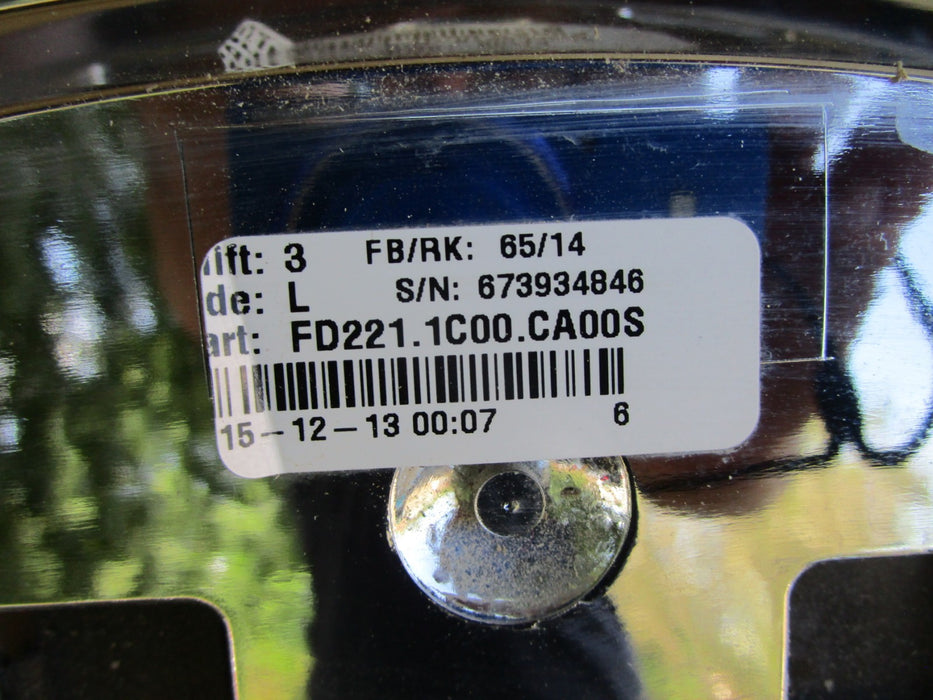 ift: 3 FB/RK: 65/14
de: L S/N: 673934846
art: FD221.1C00.CA00S
15-12-13 00:07 6